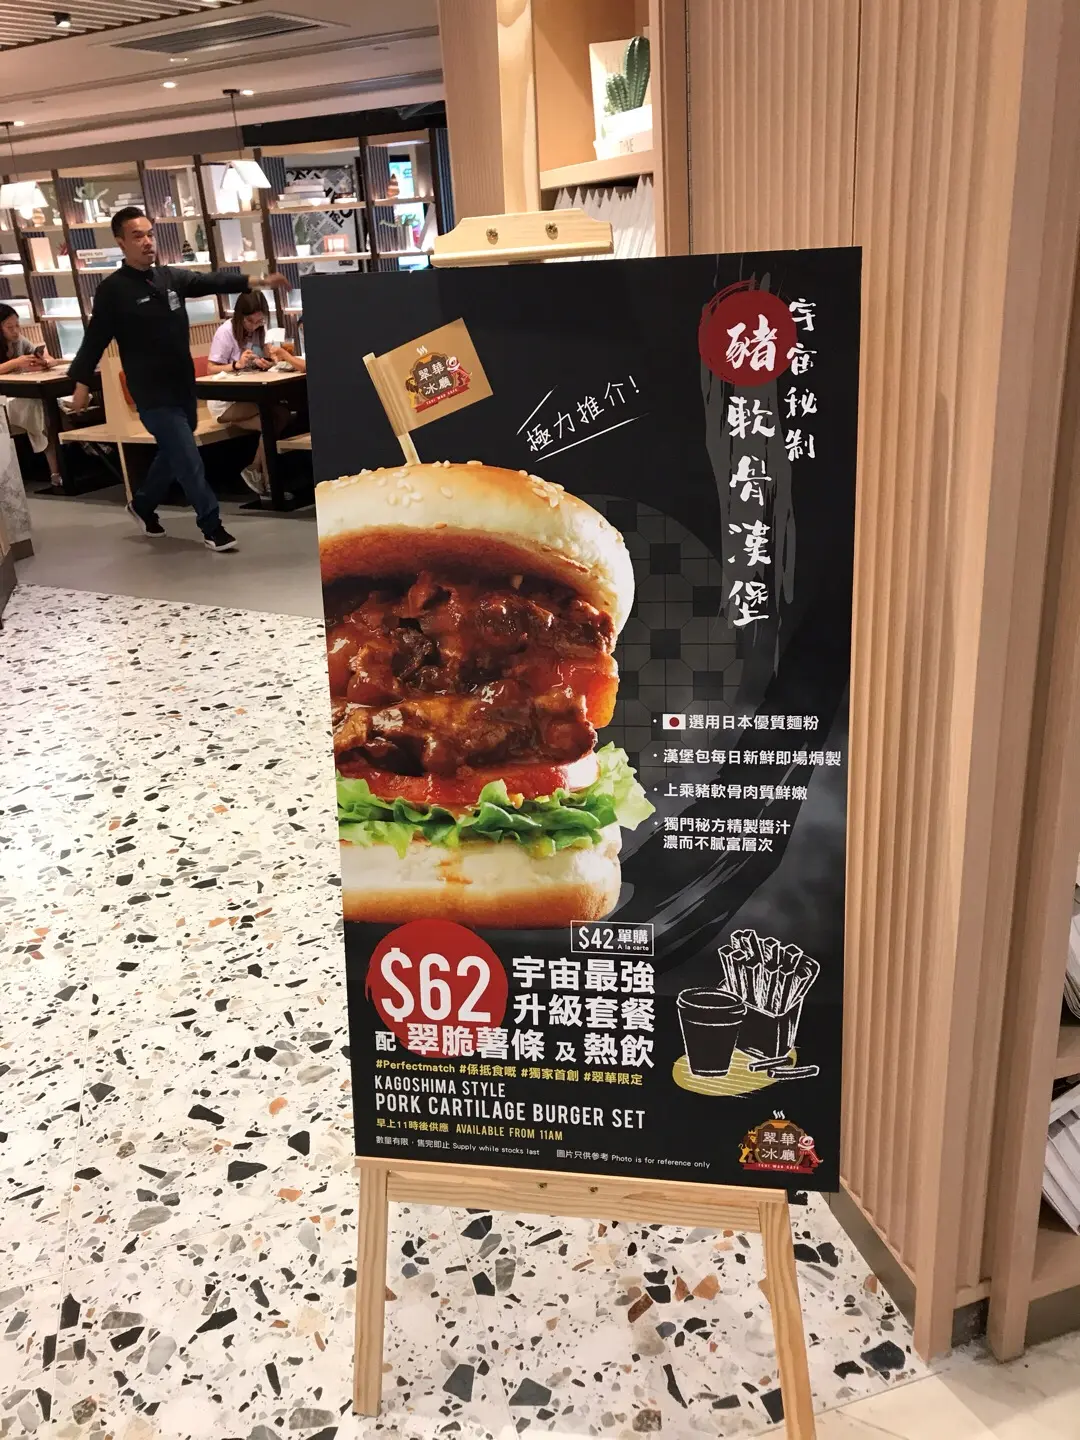 翠華
冰廳
TSUI WAH CAFE
極力推介!
宇宙秘制
豬軟骨漢堡
· 選用日本優質麵粉
· 漢堡包每日新鮮即場焗製
· 上乘豬軟骨肉質鮮嫩
· 獨門秘方精製醬汁
濃而不膩富層次
$42 單購
A la carte
$62 宇宙最強
升級套餐
配 翠脆薯條 及 熱飲
#Perfectmatch #係抵食嘅 #獨家首創 #翠華限定
KAGOSHIMA STYLE
PORK CARTILAGE BURGER SET
早上11時後供應 AVAILABLE FROM 11AM
數量有限，售完即止 Supply while stocks last 圖片只供參考 Photo is for reference only
翠華
冰廳
TSUI WAH CAFE